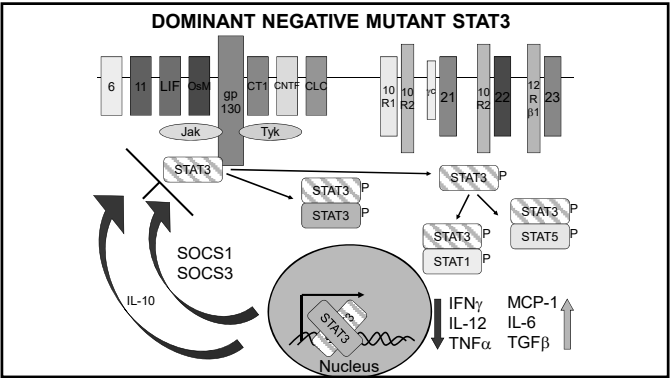 DOMINANT NEGATIVE MUTANT STAT3
6
11
LIF
OsM
gp
130
CT1
CNTF
CLC
10
R1
10
R2
γc
21
10
R2
22
12
R
β1
23
Jak
Tyk
STAT3
STAT3 P
STAT3 P
STAT3 P
STAT3 P
STAT1
STAT3 P
STAT5
SOCS1
SOCS3
IL-10
STAT3
Nucleus
IFNγ
IL-12
TNFα
MCP-1
IL-6
TGFβ